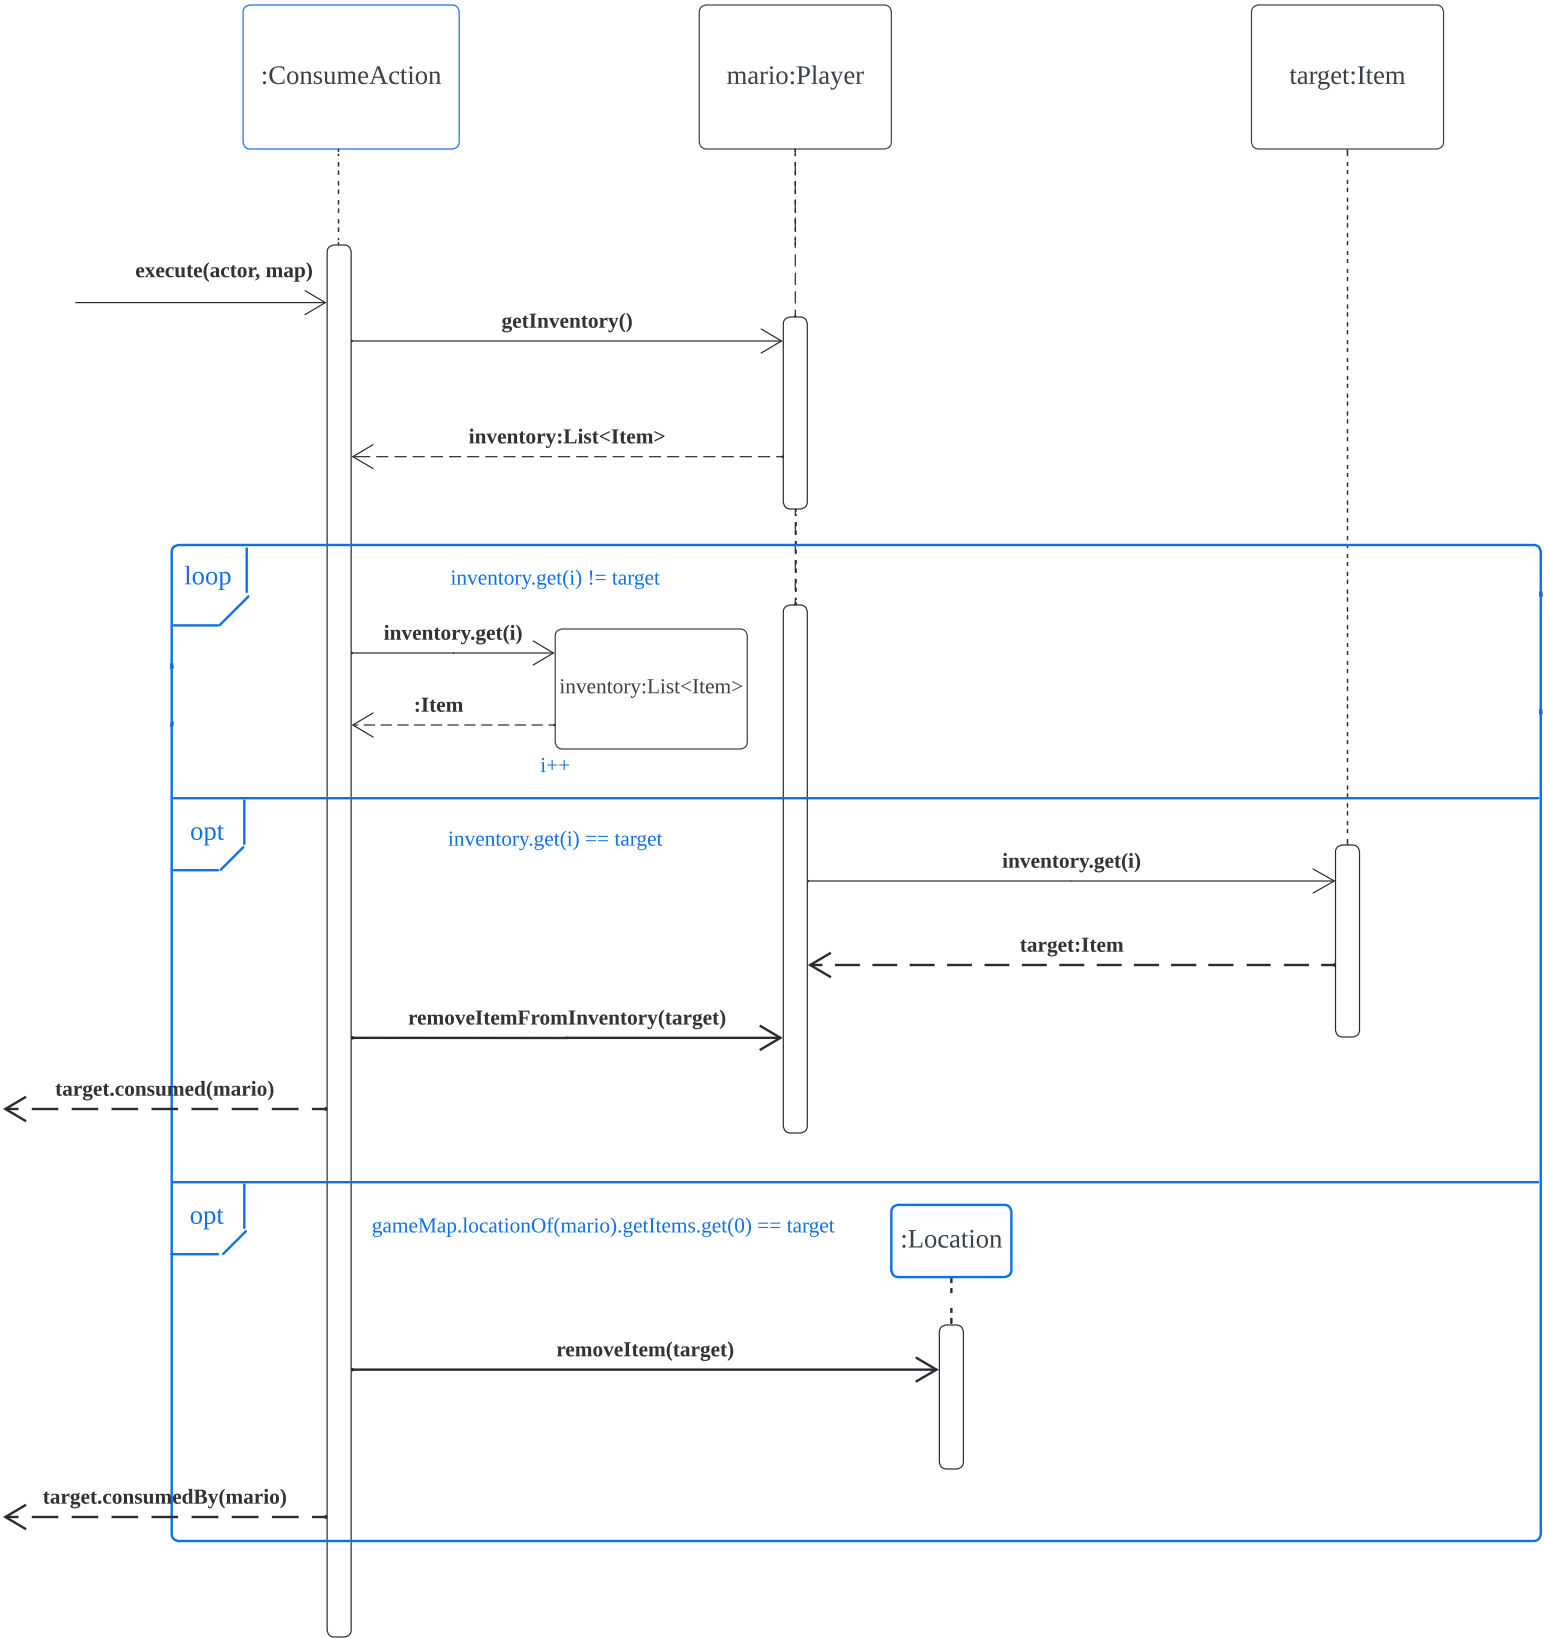 :ConsumeAction
mario:Player
target:Item
execute(actor, map)
getInventory()
inventory:List<Item>
loop
inventory.get(i) != target
inventory.get(i)
inventory:List<Item>
:Item
i++
opt
inventory.get(i) == target
inventory.get(i)
target:Item
removeItemFromInventory(target)
target.consumed(mario)
opt
gameMap.locationOf(mario).getItems.get(0) == target
:Location
removeItem(target)
target.consumedBy(mario)